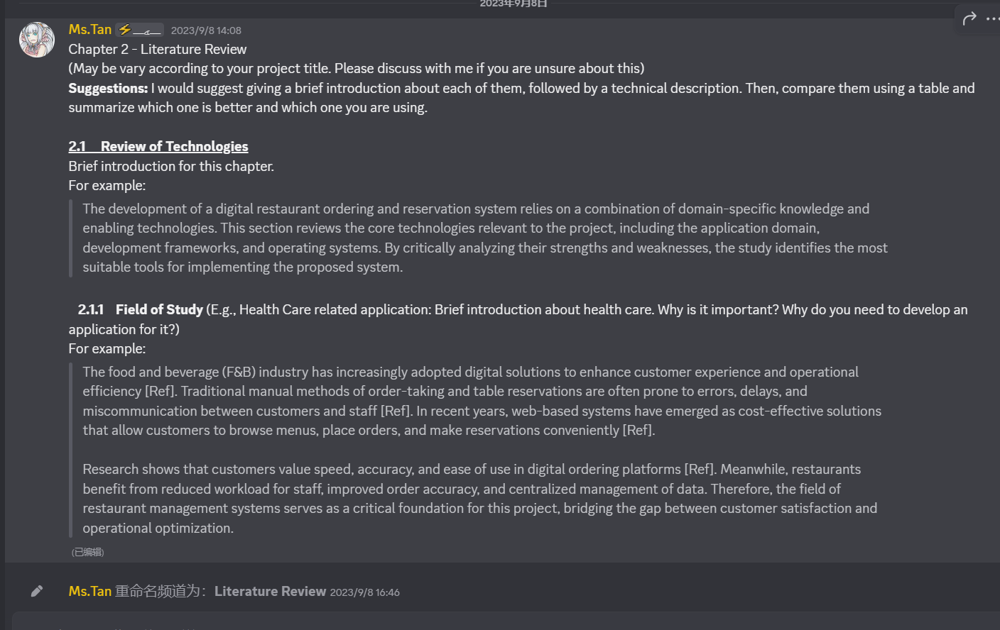 2023年9月8日
Ms.Tan 2023/9/8 14:08
Chapter 2 - Literature Review
(May be vary according to your project title. Please discuss with me if you are unsure about this)
Suggestions: I would suggest giving a brief introduction about each of them, followed by a technical description. Then, compare them using a table and
summarize which one is better and which one you are using.
2.1 Review of Technologies
Brief introduction for this chapter.
For example:
The development of a digital restaurant ordering and reservation system relies on a combination of domain-specific knowledge and
enabling technologies. This section reviews the core technologies relevant to the project, including the application domain,
development frameworks, and operating systems. By critically analyzing their strengths and weaknesses, the study identifies the most
suitable tools for implementing the proposed system.
2.1.1 Field of Study (E.g., Health Care related application: Brief introduction about health care. Why is it important? Why do you need to develop an
application for it?)
For example:
The food and beverage (F&B) industry has increasingly adopted digital solutions to enhance customer experience and operational
efficiency [Ref]. Traditional manual methods of order-taking and table reservations are often prone to errors, delays, and
miscommunication between customers and staff [Ref]. In recent years, web-based systems have emerged as cost-effective solutions
that allow customers to browse menus, place orders, and make reservations conveniently [Ref].
Research shows that customers value speed, accuracy, and ease of use in digital ordering platforms [Ref]. Meanwhile, restaurants
benefit from reduced workload for staff, improved order accuracy, and centralized management of data. Therefore, the field of
restaurant management systems serves as a critical foundation for this project, bridging the gap between customer satisfaction and
operational optimization.
(已编辑)
Ms.Tan 重命名频道为：Literature Review 2023/9/8 16:46